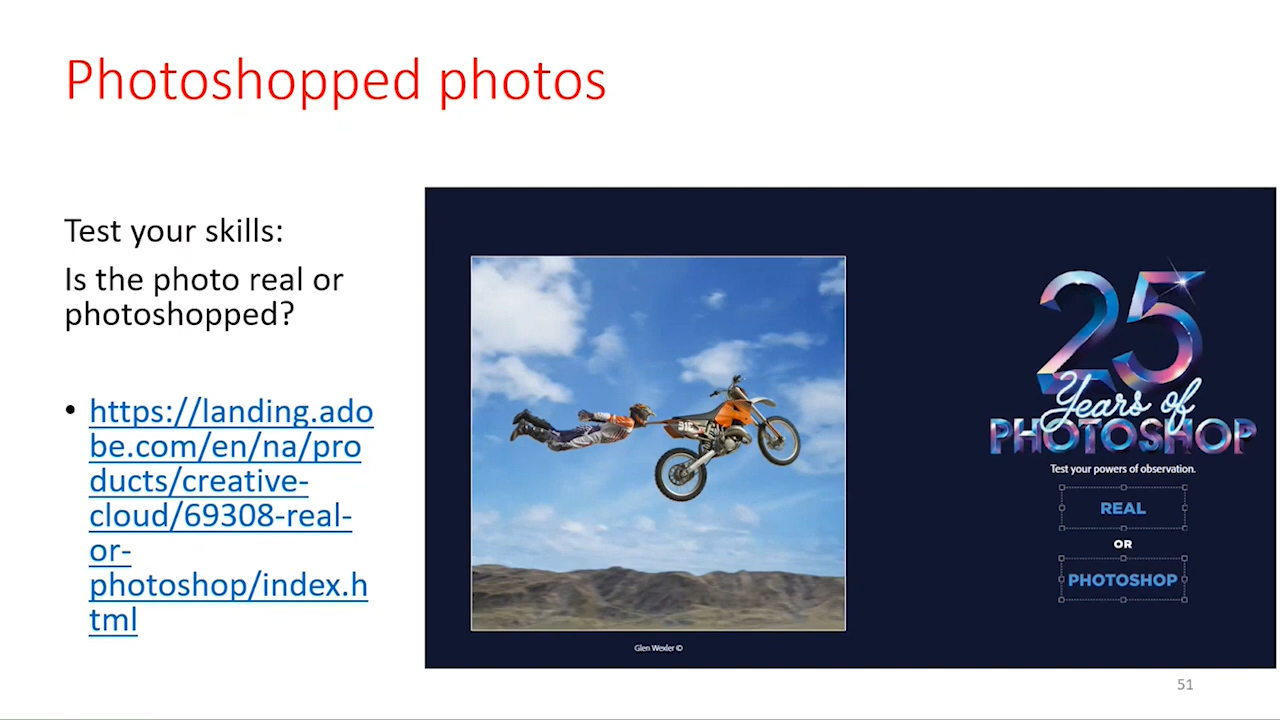 Photoshopped photos
Test your skills:
Is the photo real or
photoshopped?
• https://landing.ado
be.com/en/na/pro
ducts/creative-
cloud/69308-real-
or-
photoshop/index.h
tml
25
Years of
PHOTOSHOP
Test your powers of observation.
REAL
OR
PHOTOSHOP
Glen Wexler ©
51